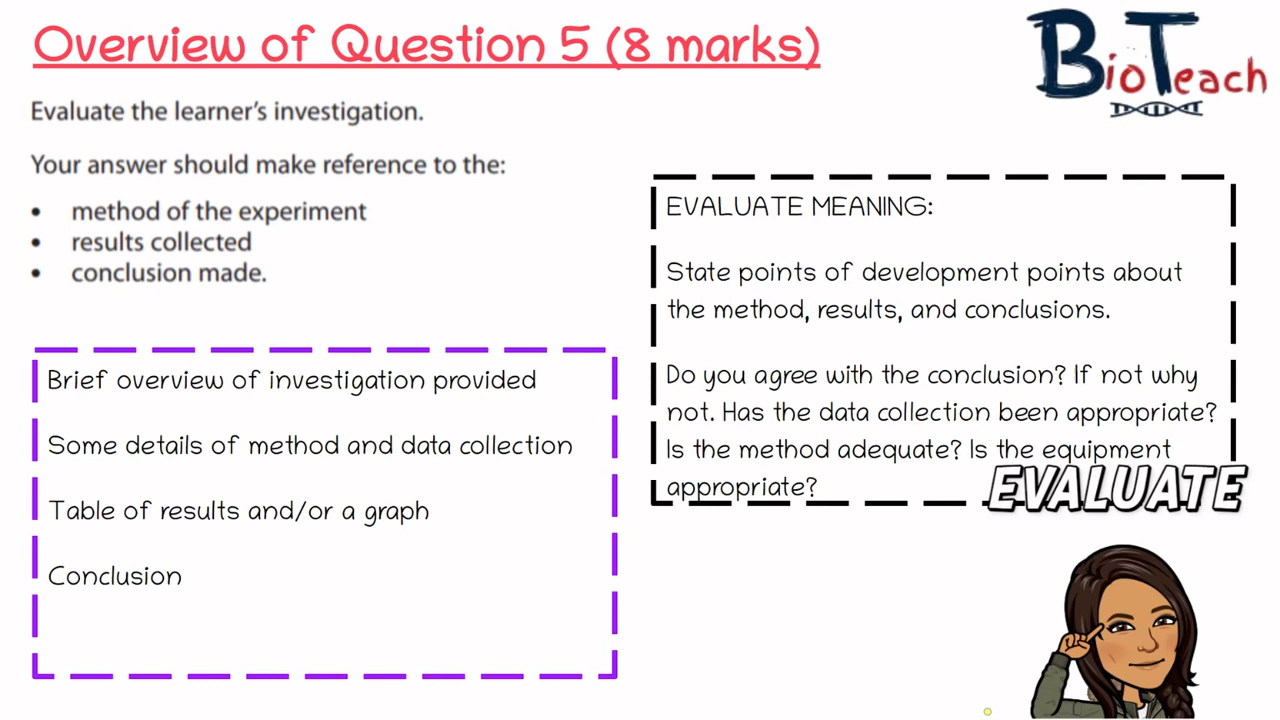 Overview of Question 5 (8 marks)
BioTeach
Evaluate the learner's investigation.
Your answer should make reference to the:
• method of the experiment
• results collected
• conclusion made.
EVALUATE MEANING:
State points of development points about
the method, results, and conclusions.
Do you agree with the conclusion? If not why
not. Has the data collection been appropriate?
Is the method adequate? Is the equipment
appropriate?
Brief overview of investigation provided
Some details of method and data collection
Table of results and/or a graph
Conclusion
EVALUATE